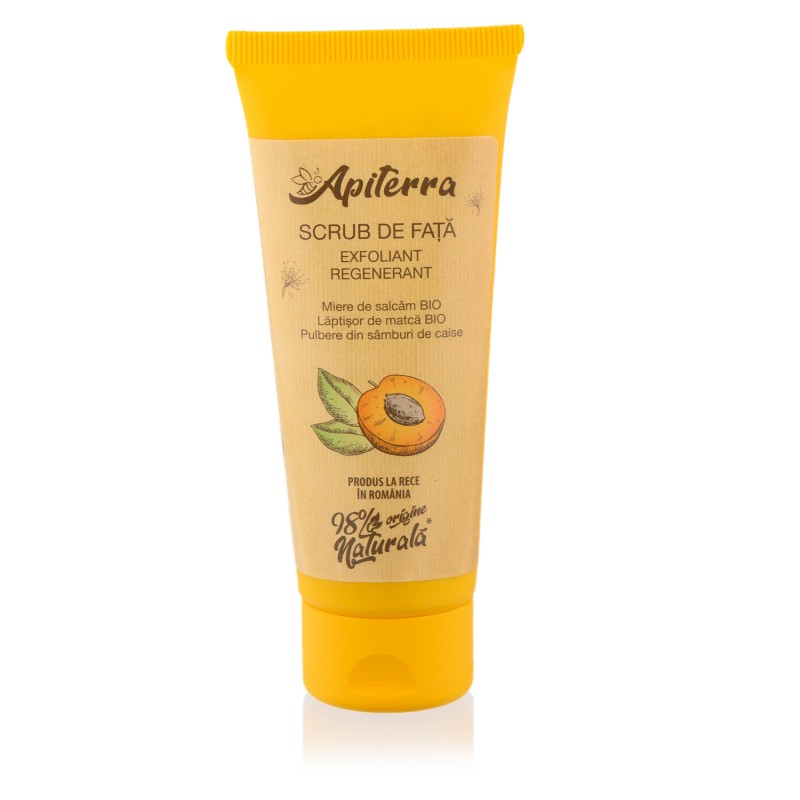 Apiterra
SCRUB DE FAȚĂ
EXFOLIANT
REGENERANT
Miere de salcâm BIO
Lăptișor de matcă BIO
Pulbere din sâmburi de caise
PRODUS LA RECE
ÎN ROMÂNIA
98% origine
Naturală*